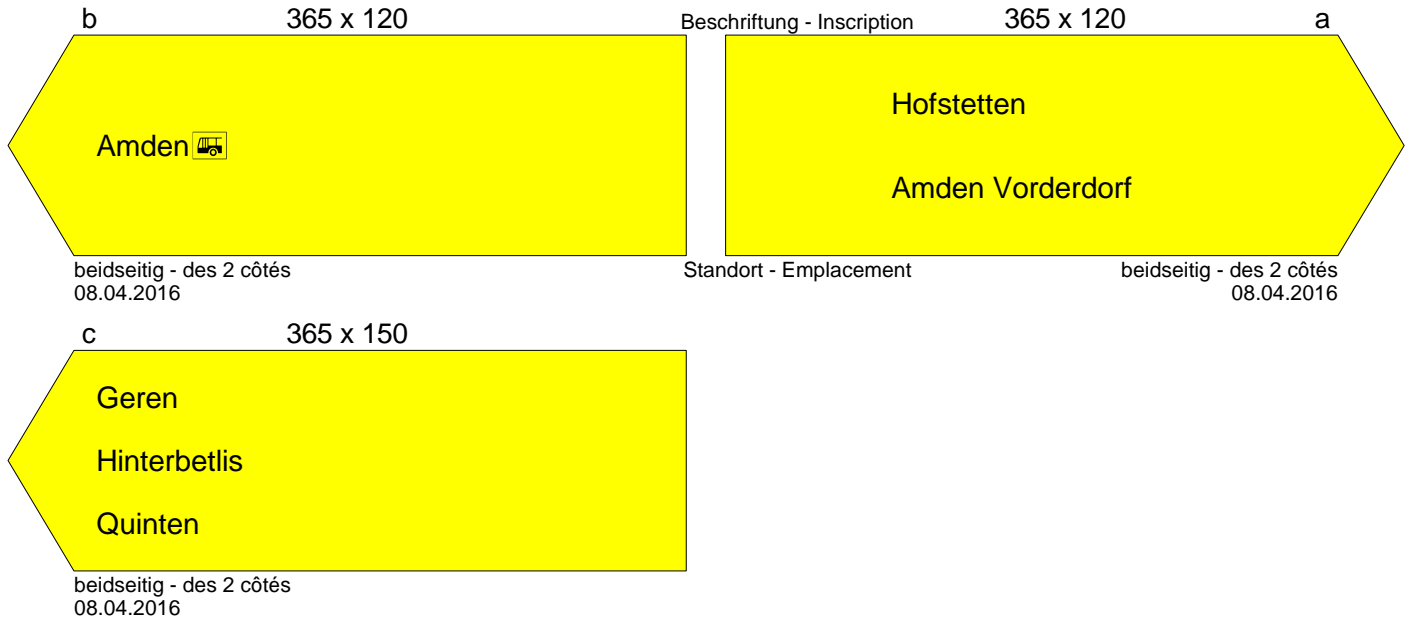 b 365 x 120 Beschriftung - Inscription 365 x 120 a
Amden
Hofstetten
Amden Vorderdorf
beidseitig - des 2 côtés Standort - Emplacement beidseitig - des 2 côtés
08.04.2016 08.04.2016
c 365 x 150
Geren
Hinterbetlis
Quinten
beidseitig - des 2 côtés
08.04.2016